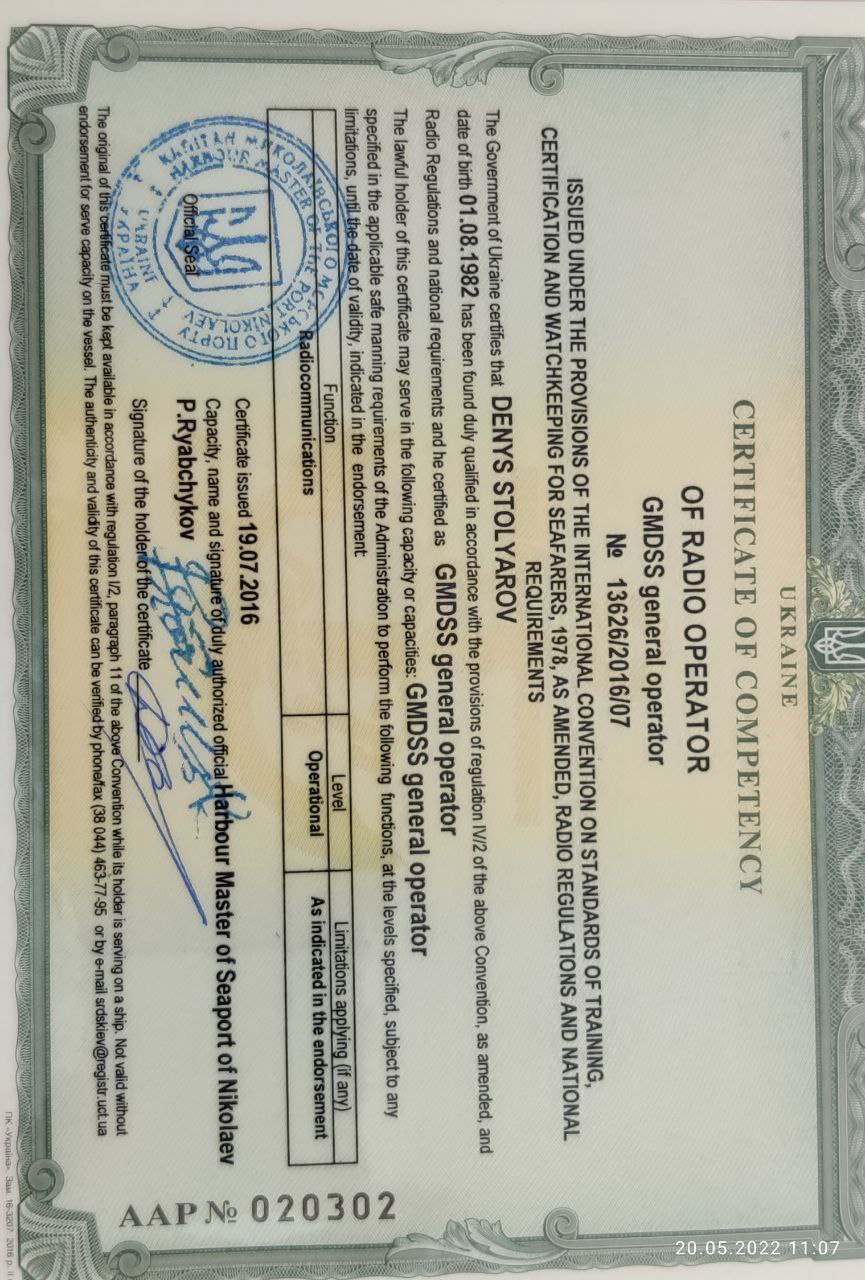 UKRAINE
CERTIFICATE OF COMPETENCY
OF RADIO OPERATOR
GMDSS general operator
№ 13626/2016/07
ISSUED UNDER THE PROVISIONS OF THE INTERNATIONAL CONVENTION ON STANDARDS OF TRAINING,
CERTIFICATION AND WATCHKEEPING FOR SEAFARERS, 1978, AS AMENDED, RADIO REGULATIONS AND NATIONAL
REQUIREMENTS
The Government of Ukraine certifies that DENYS STOLYAROV
date of birth 01.08.1982 has been found duly qualified in accordance with the provisions of regulation IV/2 of the above Convention, as amended, and
Radio Regulations and national requirements and he certified as GMDSS general operator
The lawful holder of this certificate may serve in the following capacity or capacities: GMDSS general operator
specified in the applicable safe manning requirements of the Administration to perform the following functions, at the levels specified, subject to any
limitations, until the date of validity, indicated in the endorsement:
Function Level Limitations applying (if any)
Radiocommunications Operational As indicated in the endorsement
Certificate issued 19.07.2016
Capacity, name and signature of duly authorized official Harbour Master of Seaport of Nikolaev
P.Ryabchykov
Official Seal
Signature of the holder of the certificate
The original of this certificate must be kept available in accordance with regulation I/2, paragraph 11 of the above Convention while its holder is serving on a ship. Not valid without
endorsement for serve capacity on the vessel. The authenticity and validity of this certificate can be verified by phone/fax (38 044) 463-77-95 or by e-mail srdskiev@registr.uct.ua
КАПІТАН МИКОЛАЇВСЬКОГО МОРСЬКОГО ПОРТУ
HARBOUR MASTER OF THE PORT NIKOLAEV
UKRAINE
УКРАЇНА
AAP№ 020302
20.05.2022 11:07
ПК «Україна». Зам. 16-3207. 2016 р.